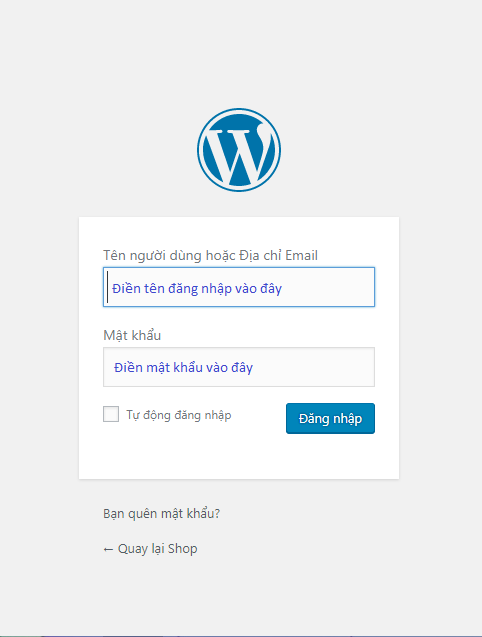 Tên người dùng hoặc Địa chỉ Email
Điền tên đăng nhập vào đây
Mật khẩu
Điền mật khẩu vào đây
Tự động đăng nhập
Đăng nhập
Bạn quên mật khẩu?
← Quay lại Shop